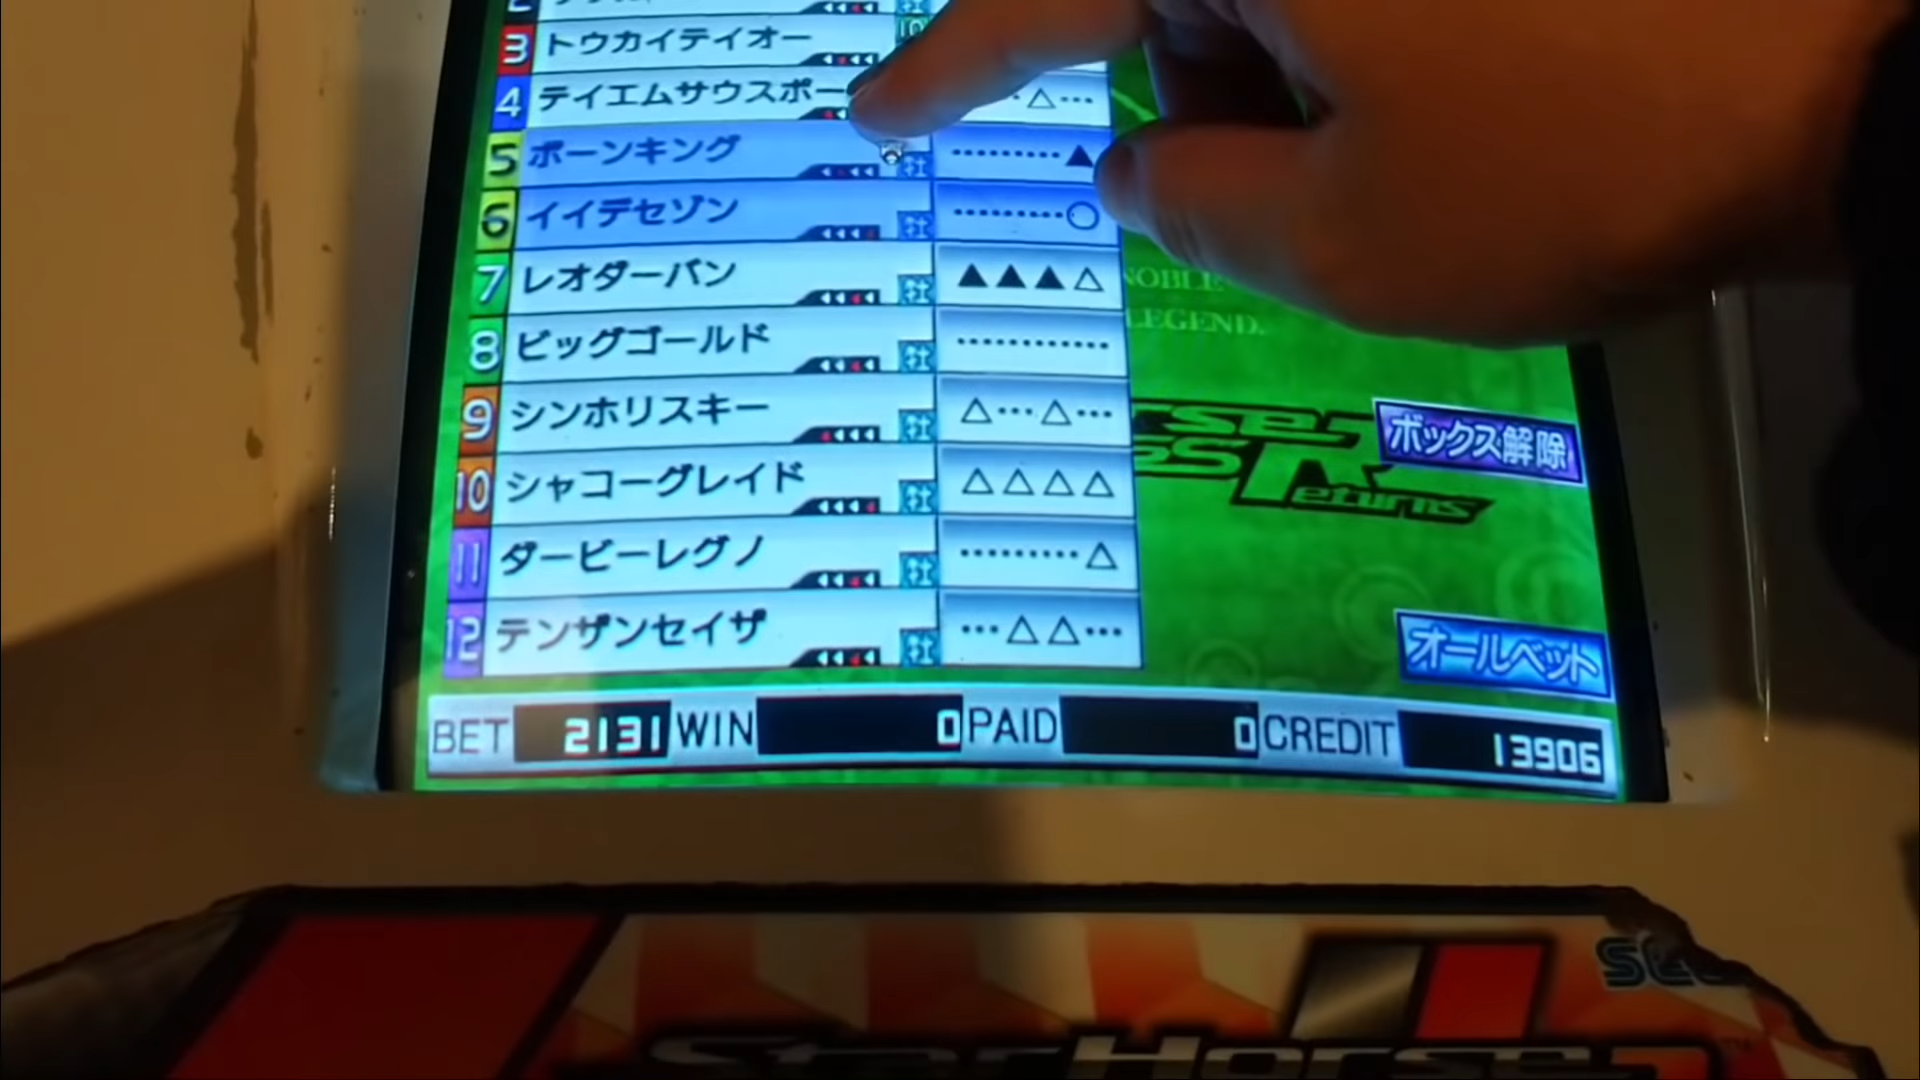 3 トウカイテイオー
4 テイエムサウスポー
5 ボーンキング
6 イイデセゾン
7 レオダーバン
8 ビッグゴールド
9 シンホリスキー
10 シャコーグレイド
11 ダービーレグノ
12 テンザンセイザ
LEGEND.
Returns
ボックス解除
オールベット
BET 2131 WIN 0 PAID 0 CREDIT 13906
StarHorse